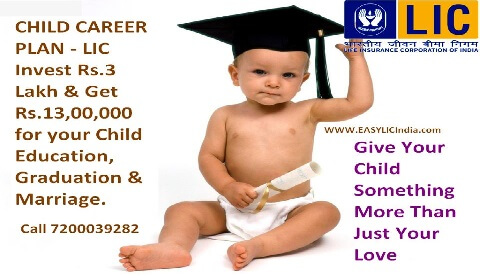 CHILD CAREER
PLAN - LIC
Invest Rs.3
Lakh & Get
Rs.13,00,000
for your Child
Education,
Graduation &
Marriage.
Call 7200039282
LIC
भारतीय जीवन बीमा निगम
LIFE INSURANCE CORPORATION OF INDIA
WWW.EASYLICIndia.com
Give Your
Child
Something
More Than
Just Your
Love